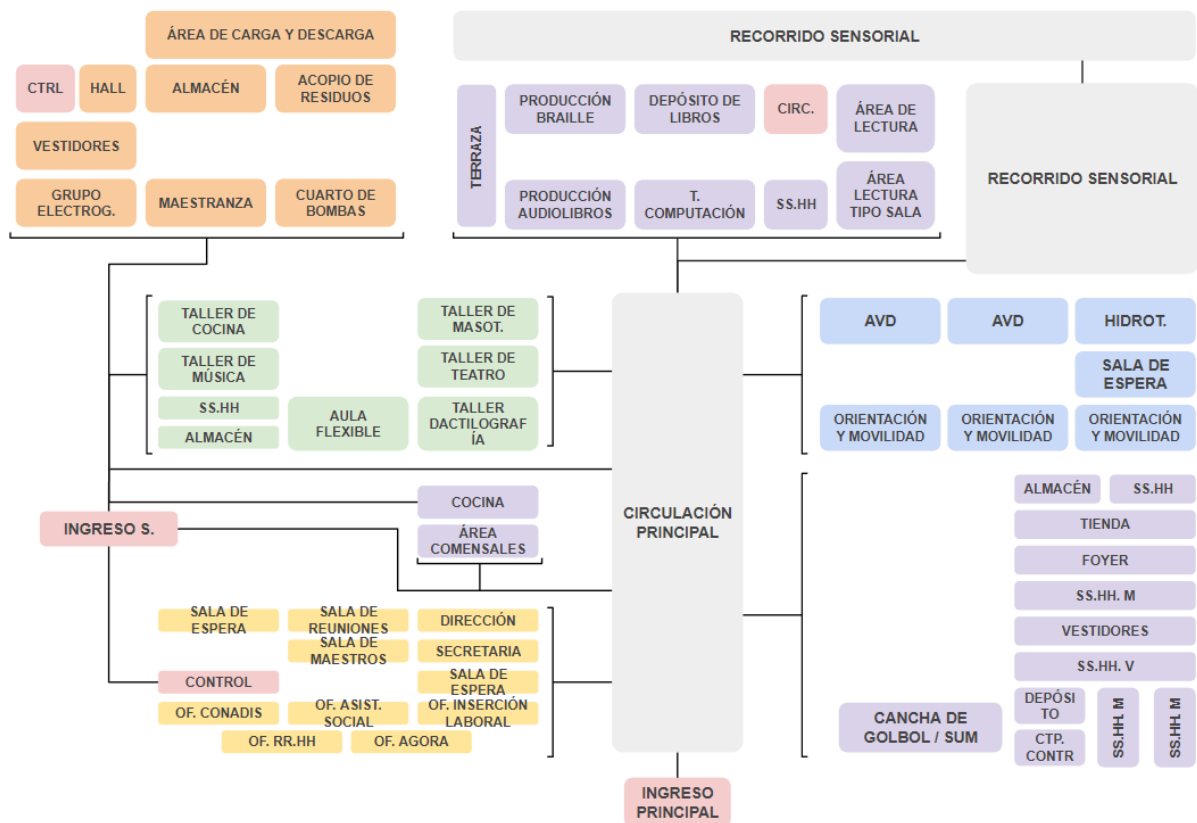 ÁREA DE CARGA Y DESCARGA
CTRL
HALL
ALMACÉN
ACOPIO DE
RESIDUOS
VESTIDORES
GRUPO
ELECTROG.
MAESTRANZA
CUARTO DE
BOMBAS
RECORRIDO SENSORIAL
TERRAZA
PRODUCCIÓN
BRAILLE
DEPÓSITO DE
LIBROS
CIRC.
ÁREA DE
LECTURA
PRODUCCIÓN
AUDIOLIBROS
T.
COMPUTACIÓN
SS.HH
ÁREA
LECTURA
TIPO SALA
RECORRIDO SENSORIAL
TALLER DE
COCINA
TALLER DE
MÚSICA
SS.HH
ALMACÉN
AULA
FLEXIBLE
TALLER DE
MASOT.
TALLER DE
TEATRO
TALLER
DACTILOGRAF
ÍA
CIRCULACIÓN
PRINCIPAL
AVD
AVD
HIDROT.
SALA DE
ESPERA
ORIENTACIÓN
Y MOVILIDAD
ORIENTACIÓN
Y MOVILIDAD
ORIENTACIÓN
Y MOVILIDAD
COCINA
ÁREA
COMENSALES
INGRESO S.
SALA DE
ESPERA
SALA DE
REUNIONES
DIRECCIÓN
SALA DE
MAESTROS
SECRETARIA
CONTROL
SALA DE
ESPERA
OF. CONADIS
OF. ASIST.
SOCIAL
OF. INSERCIÓN
LABORAL
OF. RR.HH
OF. AGORA
ALMACÉN
SS.HH
TIENDA
FOYER
SS.HH. M
VESTIDORES
SS.HH. V
CANCHA DE
GOLBOL / SUM
DEPÓSI
TO
CTP.
CONTR
SS.HH. M
SS.HH. M
INGRESO
PRINCIPAL